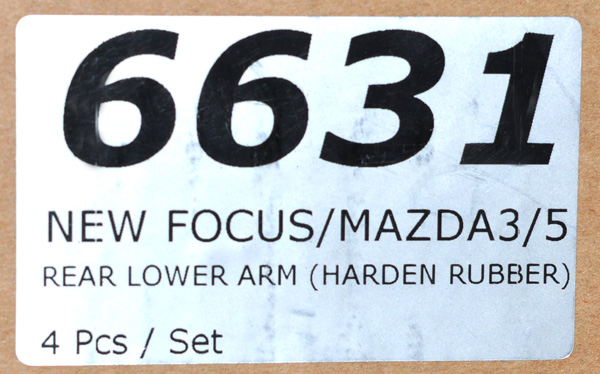 6631
NEW FOCUS/MAZDA3/5
REAR LOWER ARM (HARDEN RUBBER)
4 Pcs / Set